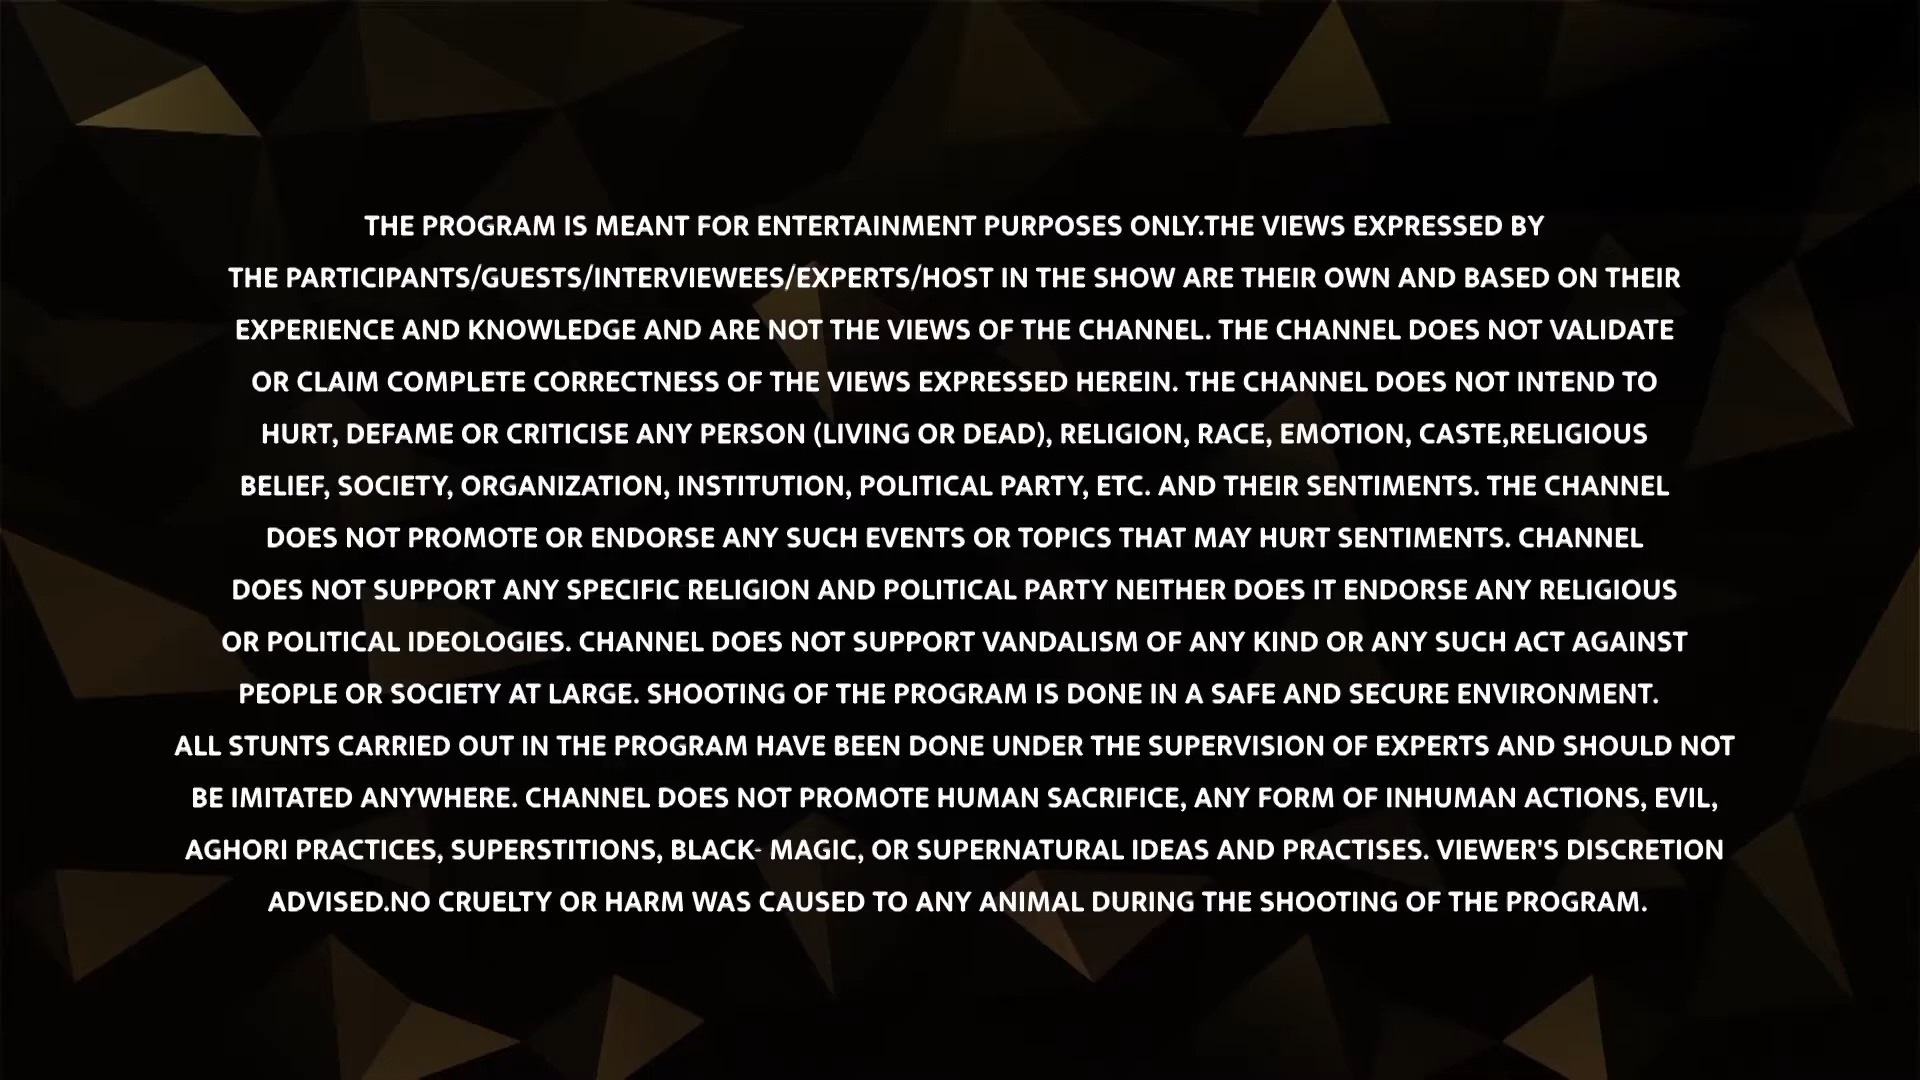 THE PROGRAM IS MEANT FOR ENTERTAINMENT PURPOSES ONLY.THE VIEWS EXPRESSED BY
THE PARTICIPANTS/GUESTS/INTERVIEWEES/EXPERTS/HOST IN THE SHOW ARE THEIR OWN AND BASED ON THEIR
EXPERIENCE AND KNOWLEDGE AND ARE NOT THE VIEWS OF THE CHANNEL. THE CHANNEL DOES NOT VALIDATE
OR CLAIM COMPLETE CORRECTNESS OF THE VIEWS EXPRESSED HEREIN. THE CHANNEL DOES NOT INTEND TO
HURT, DEFAME OR CRITICISE ANY PERSON (LIVING OR DEAD), RELIGION, RACE, EMOTION, CASTE,RELIGIOUS
BELIEF, SOCIETY, ORGANIZATION, INSTITUTION, POLITICAL PARTY, ETC. AND THEIR SENTIMENTS. THE CHANNEL
DOES NOT PROMOTE OR ENDORSE ANY SUCH EVENTS OR TOPICS THAT MAY HURT SENTIMENTS. CHANNEL
DOES NOT SUPPORT ANY SPECIFIC RELIGION AND POLITICAL PARTY NEITHER DOES IT ENDORSE ANY RELIGIOUS
OR POLITICAL IDEOLOGIES. CHANNEL DOES NOT SUPPORT VANDALISM OF ANY KIND OR ANY SUCH ACT AGAINST
PEOPLE OR SOCIETY AT LARGE. SHOOTING OF THE PROGRAM IS DONE IN A SAFE AND SECURE ENVIRONMENT.
ALL STUNTS CARRIED OUT IN THE PROGRAM HAVE BEEN DONE UNDER THE SUPERVISION OF EXPERTS AND SHOULD NOT
BE IMITATED ANYWHERE. CHANNEL DOES NOT PROMOTE HUMAN SACRIFICE, ANY FORM OF INHUMAN ACTIONS, EVIL,
AGHORI PRACTICES, SUPERSTITIONS, BLACK- MAGIC, OR SUPERNATURAL IDEAS AND PRACTISES. VIEWER'S DISCRETION
ADVISED.NO CRUELTY OR HARM WAS CAUSED TO ANY ANIMAL DURING THE SHOOTING OF THE PROGRAM.